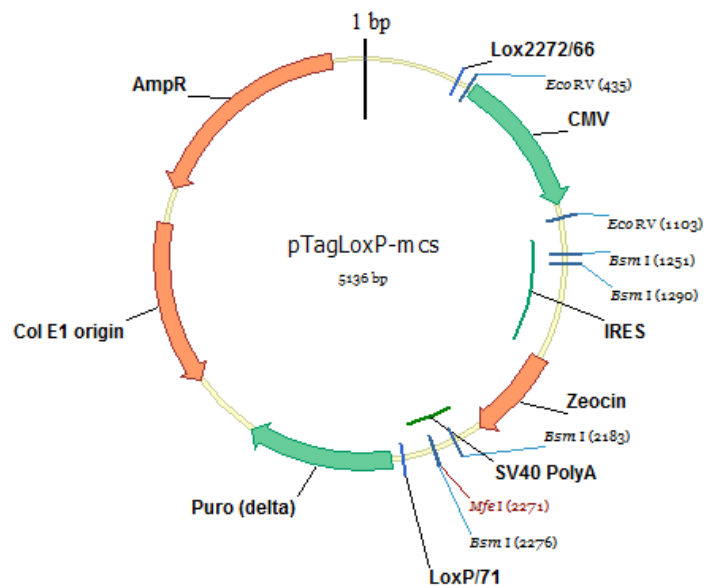 1 bp
Lox2272/66
EcoRV (435)
CMV
AmpR
EcoRV (1103)
pTagLoxP-mcs
5136 bp
BsmI (1251)
BsmI (1290)
IRES
Col E1 origin
Zeocin
BsmI (2183)
SV40 PolyA
Puro (delta)
MfeI (2271)
BsmI (2276)
LoxP/71